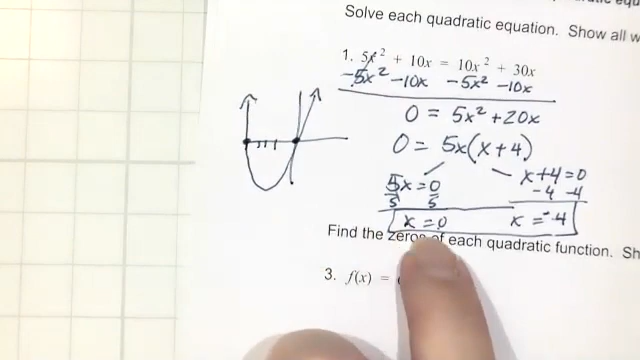 Solve each quadratic equation. Show all w
1. 5x² + 10x = 10x² + 30x
-5x² -10x -5x² -10x
0 = 5x² + 20x
0 = 5x(x+4)
5x = 0 x+4=0
5 5 -4 -4
x = 0 x = -4
Find the zeros of each quadratic function. Sh
3. f(x) =